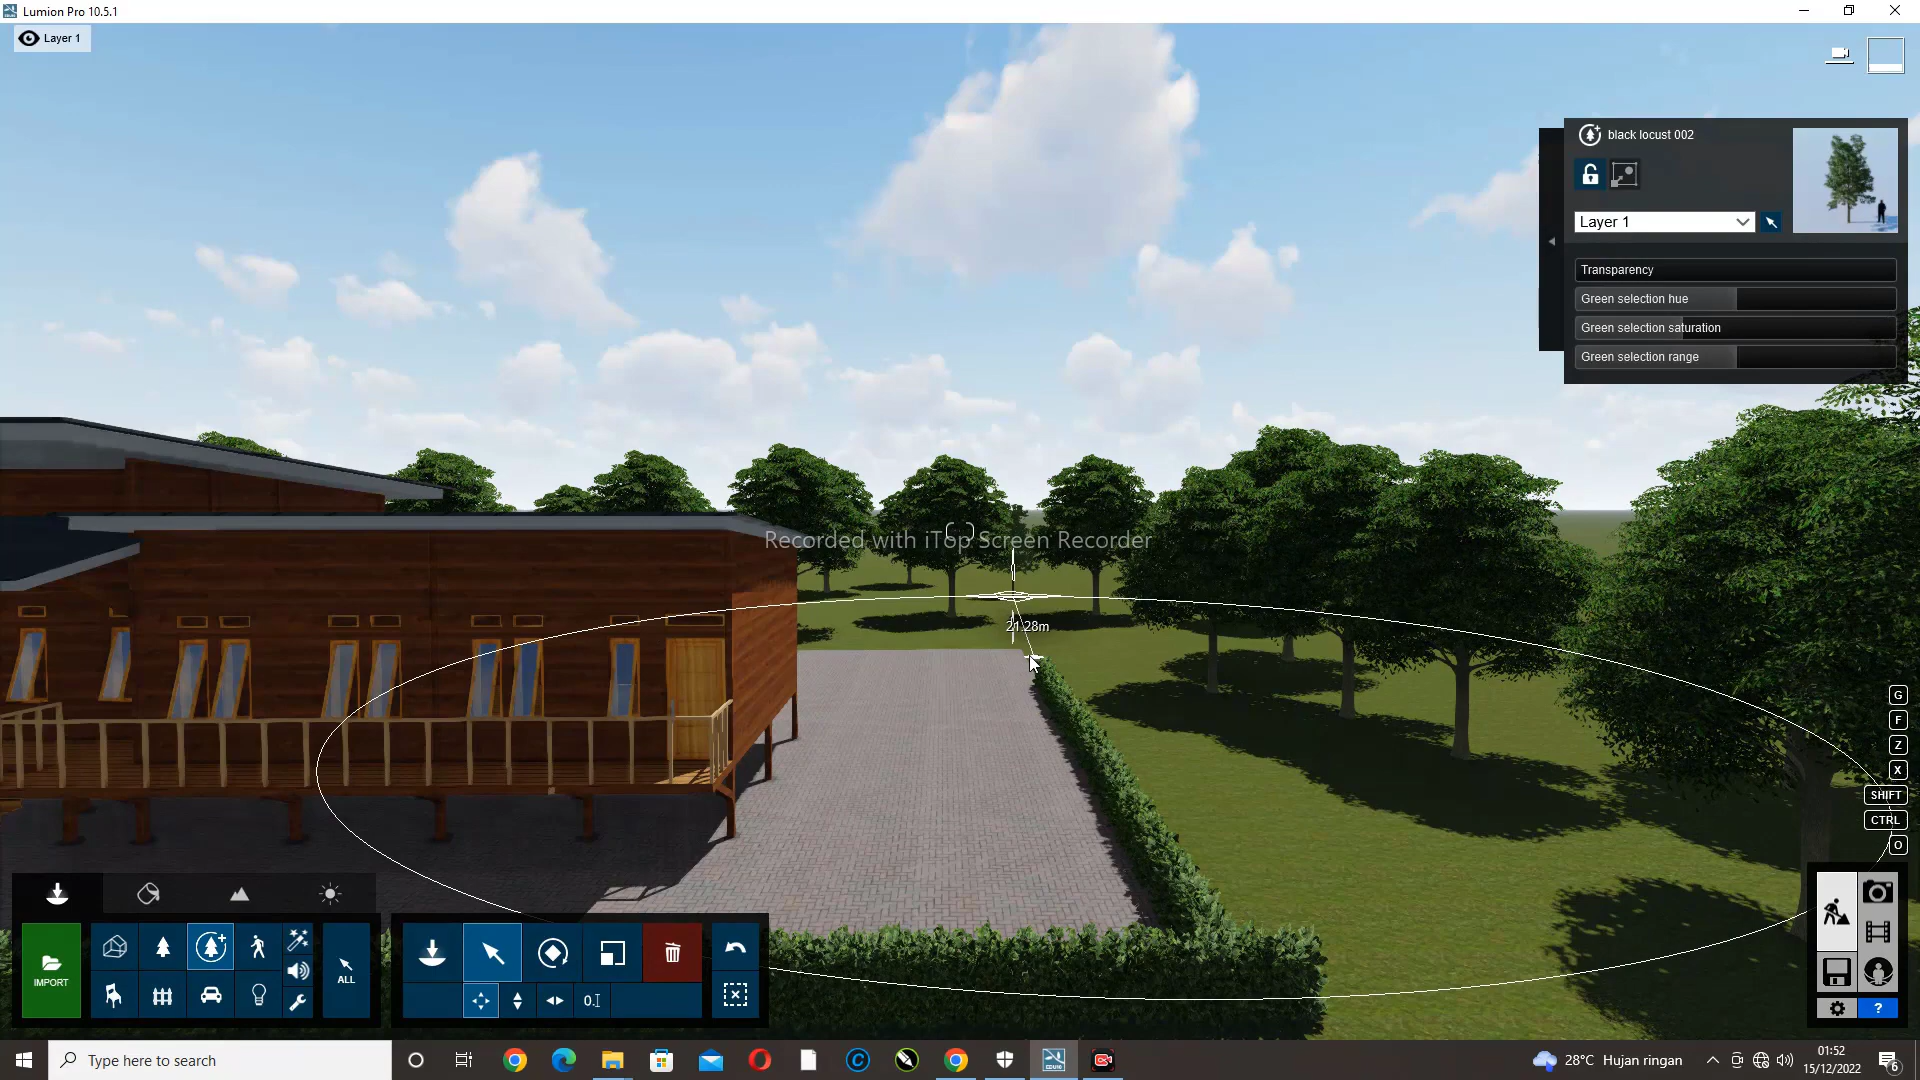 Lumion Pro 10.5.1
Layer 1
black locust 002
Layer 1
Transparency
Green selection hue
Green selection saturation
Green selection range
Recorded with iTop Screen Recorder
21.28m
G
F
Z
X
SHIFT
CTRL
O
IMPORT
ALL
?
Type here to search
28°C Hujan ringan
01:52
15/12/2022
6